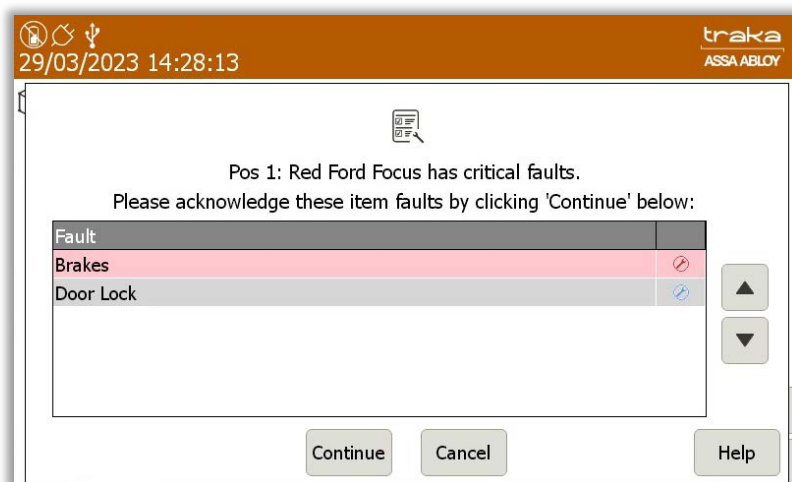 traka
29/03/2023 14:28:13
ASSA ABLOY
Pos 1: Red Ford Focus has critical faults.
Please acknowledge these item faults by clicking 'Continue' below:
Fault
Brakes
Door Lock
Continue
Cancel
Help